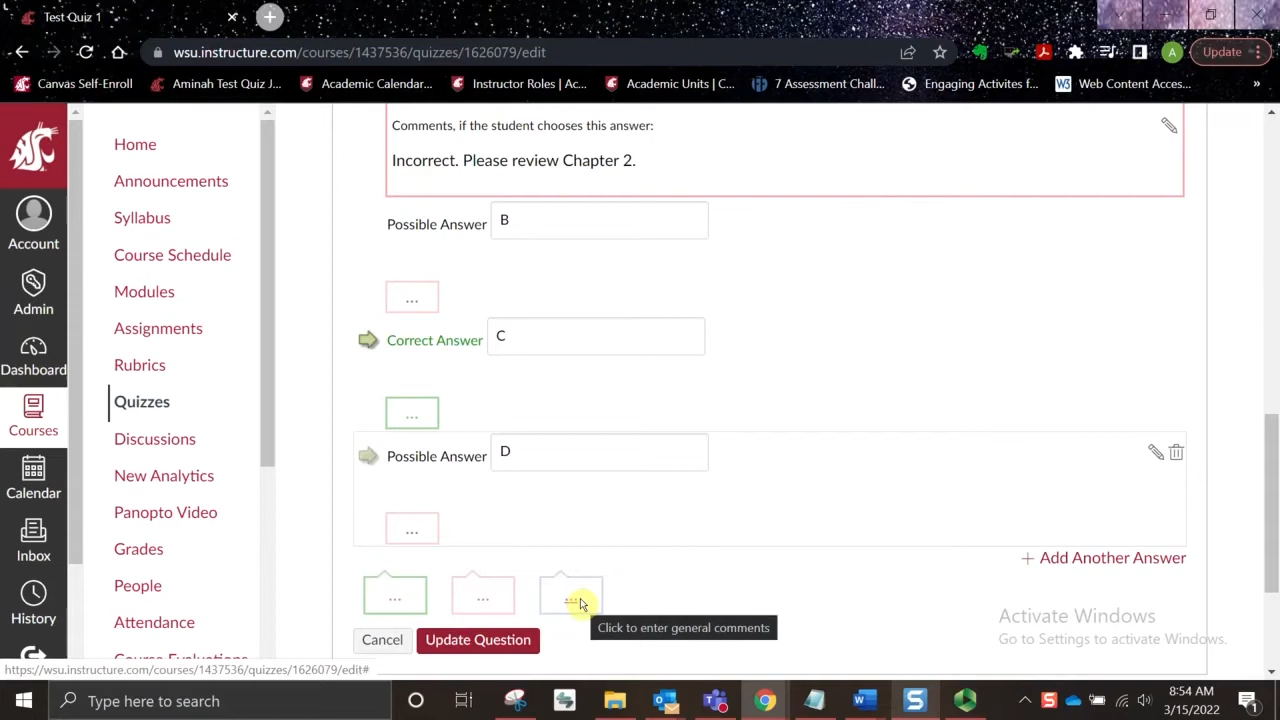 Test Quiz 1
wsu.instructure.com/courses/1437536/quizzes/1626079/edit
A
Update
Canvas Self-Enroll
Aminah Test Quiz J...
Academic Calendar...
Instructor Roles | Ac...
Academic Units | C...
7 Assessment Chall...
Engaging Activites f...
W3
Web Content Acces...
»
Account
Admin
Dashboard
Courses
Calendar
Inbox
History
Home
Announcements
Syllabus
Course Schedule
Modules
Assignments
Rubrics
Quizzes
Discussions
New Analytics
Panopto Video
Grades
People
Attendance
Course Evaluations
Comments, if the student chooses this answer:
Incorrect. Please review Chapter 2.
Possible Answer
B
...
Correct Answer
C
...
Possible Answer
D
...
+ Add Another Answer
...
...
...
Click to enter general comments
Cancel
Update Question
Activate Windows
Go to Settings to activate Windows.
https://wsu.instructure.com/courses/1437536/quizzes/1626079/edit#
Type here to search
8:54 AM
3/15/2022
1